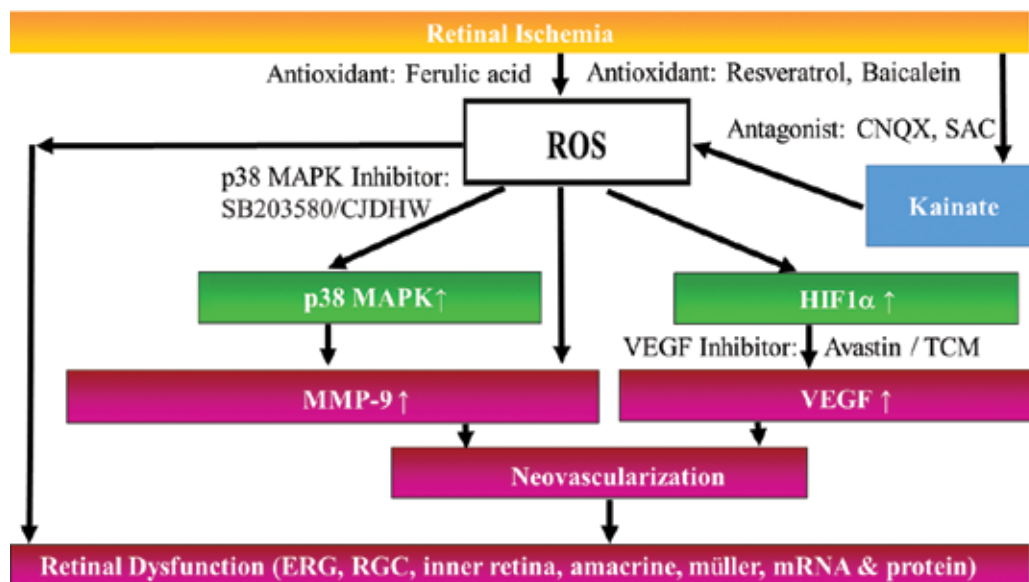 Retinal Ischemia
Antioxidant: Ferulic acid
Antioxidant: Resveratrol, Baicalein
ROS
Antagonist: CNQX, SAC
p38 MAPK Inhibitor:
SB203580/CJDHW
Kainate
p38 MAPK↑
HIF1α ↑
VEGF Inhibitor: Avastin / TCM
MMP-9 ↑
VEGF ↑
Neovascularization
Retinal Dysfunction (ERG, RGC, inner retina, amacrine, müller, mRNA & protein)